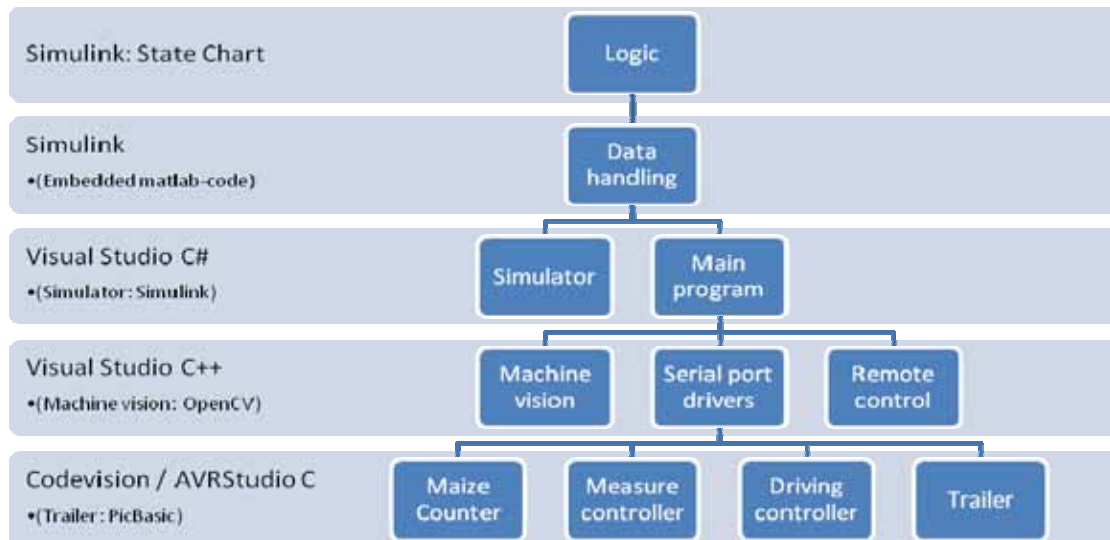 Simulink: State Chart
Logic
Simulink
•(Embedded matlab-code)
Data
handling
Visual Studio C#
•(Simulator: Simulink)
Simulator
Main
program
Visual Studio C++
•(Machine vision: OpenCV)
Machine
vision
Serial port
drivers
Remote
control
Codevision / AVRStudio C
•(Trailer: PicBasic)
Maize
Counter
Measure
controller
Driving
controller
Trailer